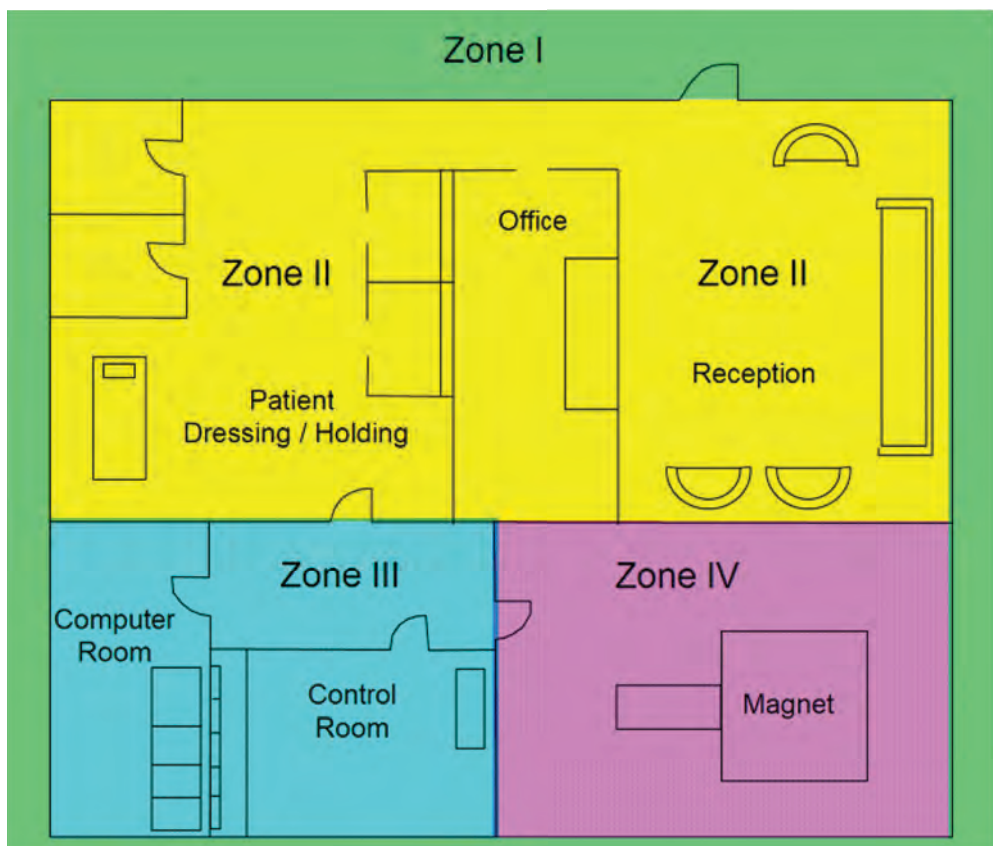 Zone I
Office
Zone II
Zone II
Reception
Patient
Dressing / Holding
Zone III
Zone IV
Computer
Room
Control
Room
Magnet